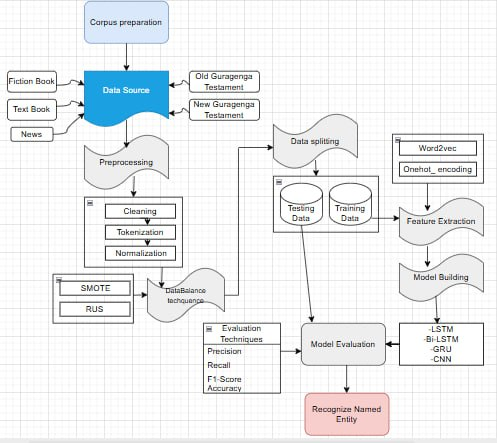 Corpus preparation
Fiction Book
Text Book
News
Data Source
Old Guragenga
Testament
New Guragenga
Testament
Preprocessing
Cleaning
Tokenization
Normalization
SMOTE
RUS
DataBalance
techquence
Data splitting
Testing
Data
Training
Data
Word2vec
Onehot_ encoding
Feature Extraction
Model Building
-LSTM
-Bi-LSTM
-GRU
-CNN
Evaluation
Techniques
Precision
Recall
F1-Score
Accuracy
Model Evaluation
Recognize Named
Entity